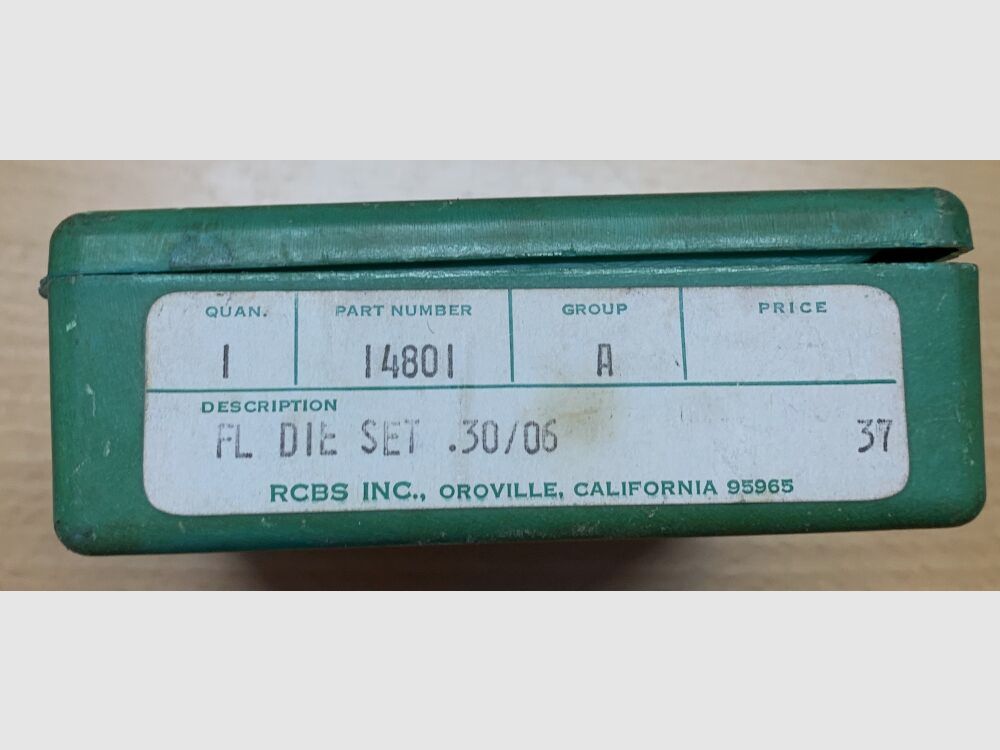 QUAN. PART NUMBER GROUP PRICE
1 14801 A
DESCRIPTION
FL DIE SET .30/06 37
RCBS INC., OROVILLE, CALIFORNIA 95965